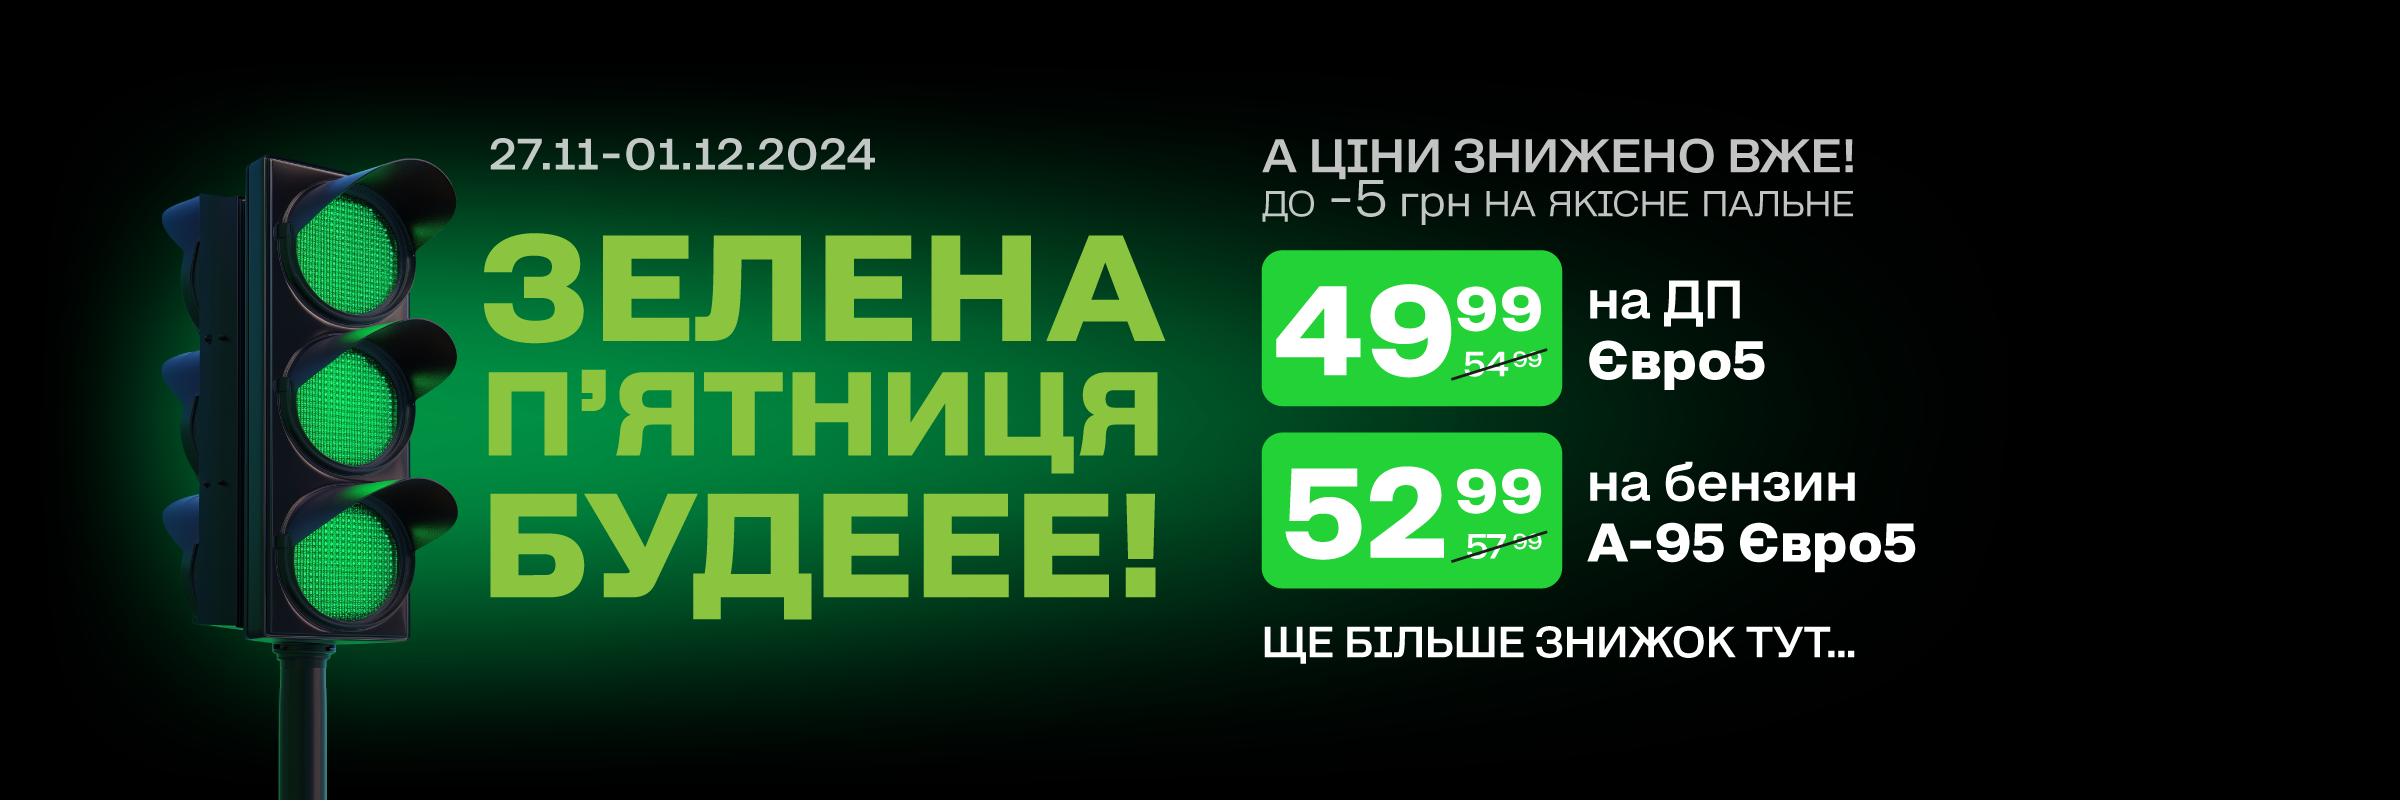 27.11-01.12.2024
ЗЕЛЕНА
П’ЯТНИЦЯ
БУДЕЕЕ!
А ЦІНИ ЗНИЖЕНО ВЖЕ!
ДО -5 грн НА ЯКІСНЕ ПАЛЬНЕ
49 99
54 99
на ДП
Євро5
52 99
57 99
на бензин
А-95 Євро5
ЩЕ БІЛЬШЕ ЗНИЖОК ТУТ...